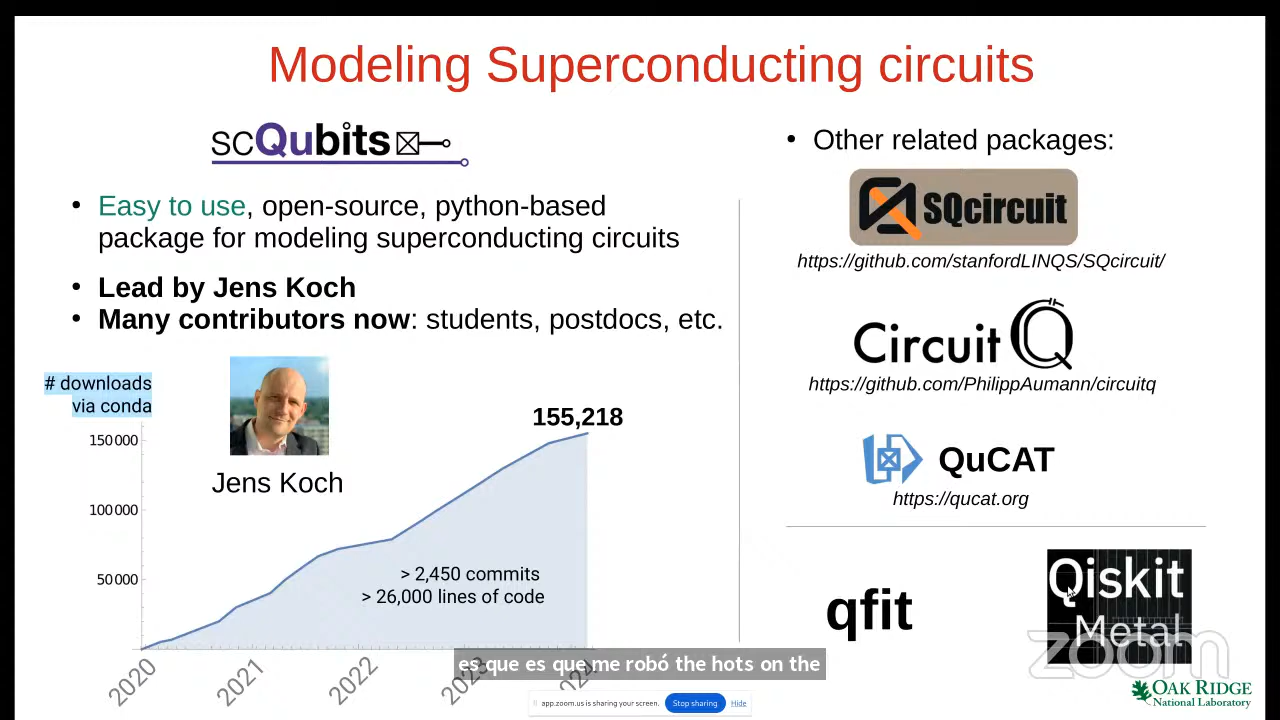 Modeling Superconducting circuits
scQubits
Easy to use, open-source, python-based
package for modeling superconducting circuits
Lead by Jens Koch
Many contributors now: students, postdocs, etc.
# downloads
via conda
150000
100000
50000
155,218
Jens Koch
> 2,450 commits
> 26,000 lines of code
2020
2021
2022
Other related packages:
SQcircuit
https://github.com/stanfordLINQS/SQcircuit/
Circuit Q
https://github.com/PhilippAumann/circuitq
QuCAT
https://qucat.org
qfit
Qiskit
Metal
zoom
es que es que me robó the hots on the
app.zoom.us is sharing your screen.
Stop sharing
Hide
OAK RIDGE
National Laboratory